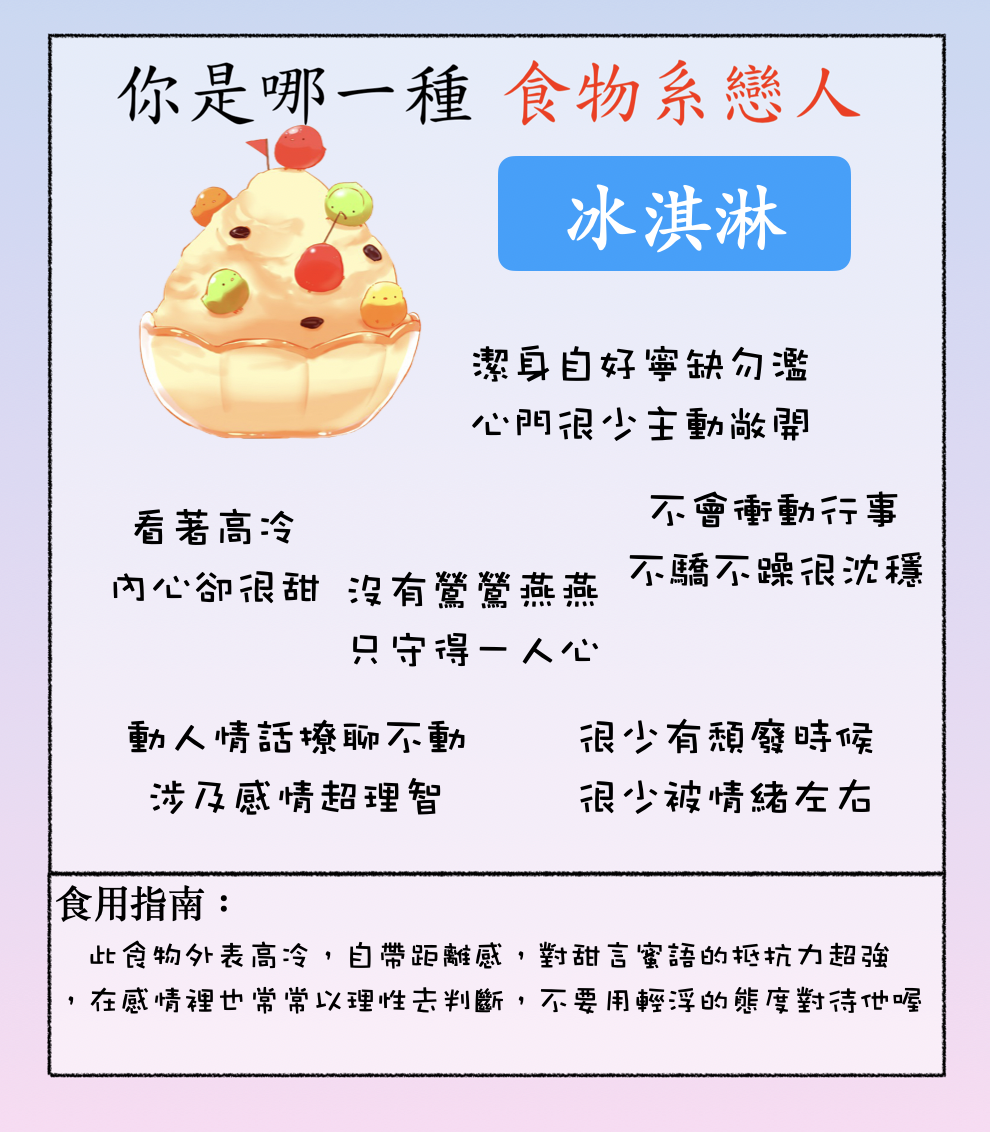 你是哪一種 食物系戀人
冰淇淋
潔身自好寧缺勿濫
心門很少主動敞開
看著高冷
內心卻很甜
沒有鶯鶯燕燕
只守得一人心
不會衝動行事
不驕不躁很沈穩
動人情話撩聊不動
涉及感情超理智
很少有頹廢時候
很少被情緒左右
食用指南：
此食物外表高冷，自帶距離感，對甜言蜜語的抵抗力超強
，在感情裡也常常以理性去判斷，不要用輕浮的態度對待他喔